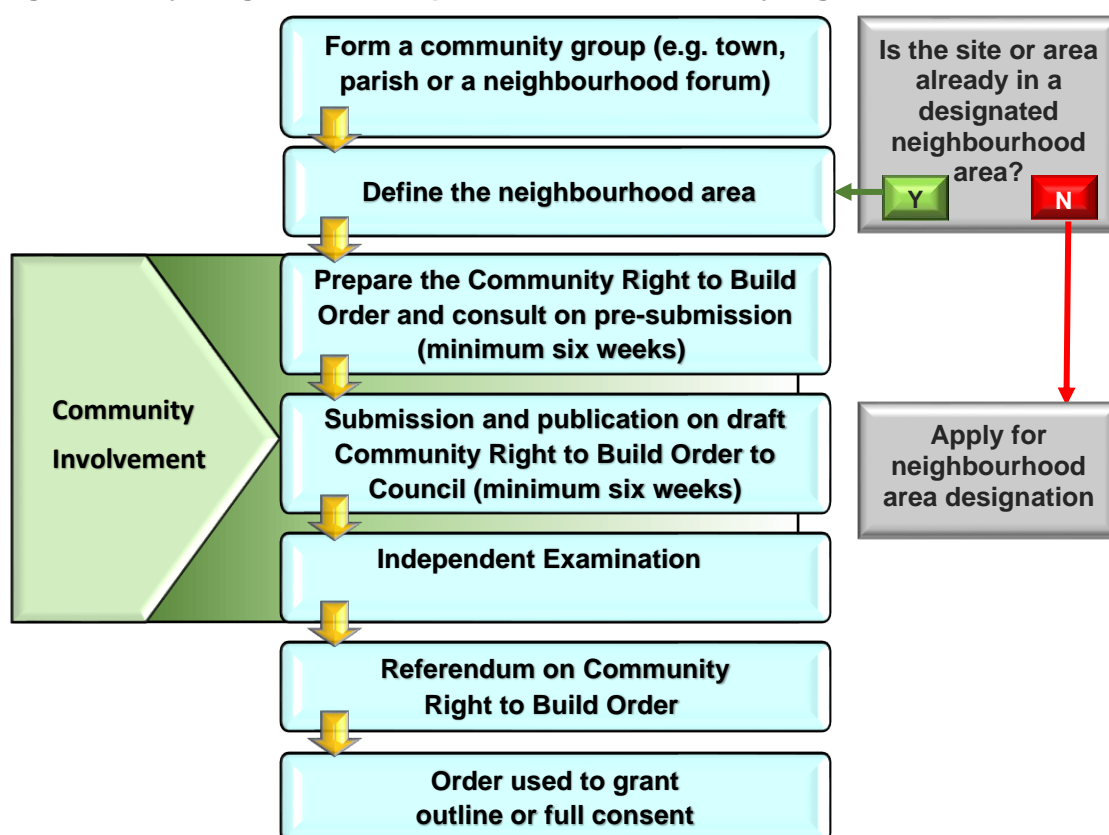 Form a community group (e.g. town,
parish or a neighbourhood forum)
Is the site or area
already in a
designated
neighbourhood
area?
Y
N
Define the neighbourhood area
Prepare the Community Right to Build
Order and consult on pre-submission
(minimum six weeks)
Community
Involvement
Submission and publication on draft
Community Right to Build Order to
Council (minimum six weeks)
Apply for
neighbourhood
area designation
Independent Examination
Referendum on Community
Right to Build Order
Order used to grant
outline or full consent